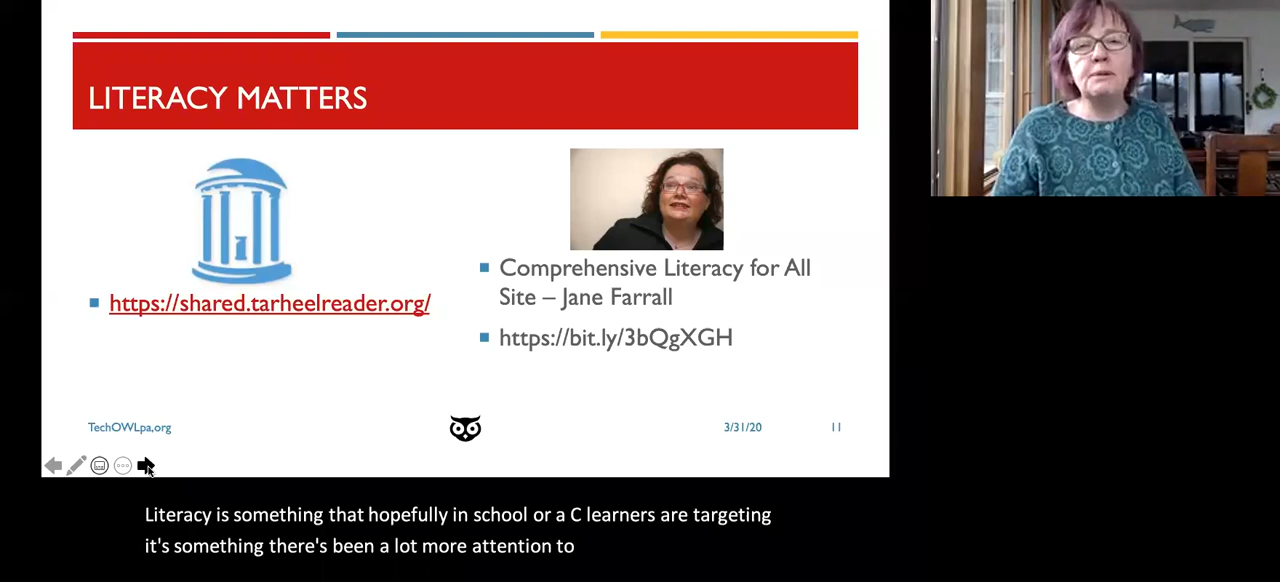 LITERACY MATTERS
https://shared.tarheelreader.org/
Comprehensive Literacy for All
Site – Jane Farrall
https://bit.ly/3bQgXGH
TechOWLpa,org
3/31/20
11
Literacy is something that hopefully in school or a C learners are targeting
it's something there's been a lot more attention to